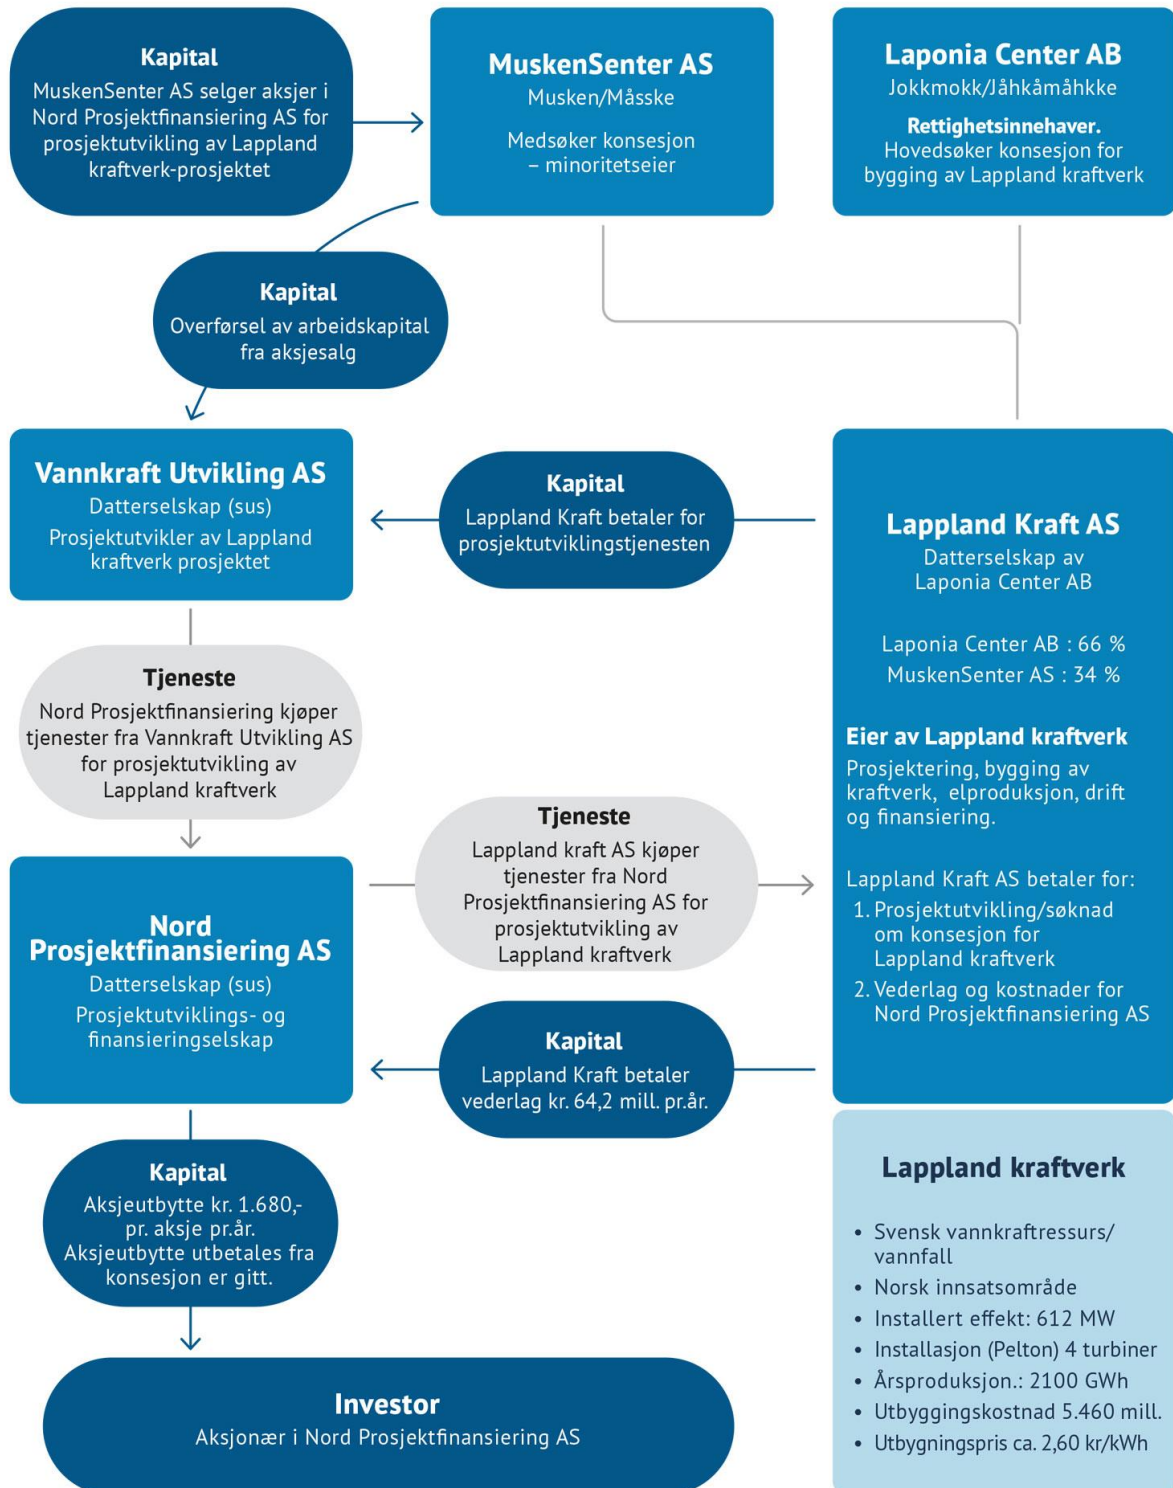 Kapital
MuskenSenter AS selger aksjer i
Nord Prosjektfinansiering AS for
prosjektutvikling av Lappland
kraftverk-prosjektet
MuskenSenter AS
Musken/Måsske
Medsøker konsesjon
– minoritetseier
Laponia Center AB
Jokkmokk/Jåhkåmåhkke
Rettighetsinnehaver.
Hovedsøker konsesjon for
bygging av Lappland kraftverk
Kapital
Overførsel av arbeidskapital
fra aksjesalg
Vannkraft Utvikling AS
Datterselskap (sus)
Prosjektutvikler av Lappland
kraftverk prosjektet
Kapital
Lappland Kraft betaler for
prosjektutviklingstjenesten
Lappland Kraft AS
Datterselskap av
Laponia Center AB
Laponia Center AB : 66 %
MuskenSenter AS : 34 %
Eier av Lappland kraftverk
Prosjektering, bygging av
kraftverk, elproduksjon, drift
og finansiering.
Lappland Kraft AS betaler for:
1. Prosjektutvikling/søknad
om konsesjon for
Lappland kraftverk
2. Vederlag og kostnader for
Nord Prosjektfinansiering AS
Tjeneste
Nord Prosjektfinansiering kjøper
tjenester fra Vannkraft Utvikling AS
for prosjektutvikling av
Lappland kraftverk
Tjeneste
Lappland kraft AS kjøper
tjenester fra Nord
Prosjektfinansiering AS for
prosjektutvikling av
Lappland kraftverk
Nord
Prosjektfinansiering AS
Datterselskap (sus)
Prosjektutviklings- og
finansieringselskap
Kapital
Lappland Kraft betaler
vederlag kr. 64,2 mill. pr.år.
Kapital
Aksjeutbytte kr. 1.680,-
pr. aksje pr.år.
Aksjeutbytte utbetales fra
konsesjon er gitt.
Investor
Aksjonær i Nord Prosjektfinansiering AS
Lappland kraftverk
• Svensk vannkraftressurs/
vannfall
• Norsk innsatsområde
• Installert effekt: 612 MW
• Installasjon (Pelton) 4 turbiner
• Årsproduksjon.: 2100 GWh
• Utbyggingskostnad 5.460 mill.
• Utbygningspris ca. 2,60 kr/kWh